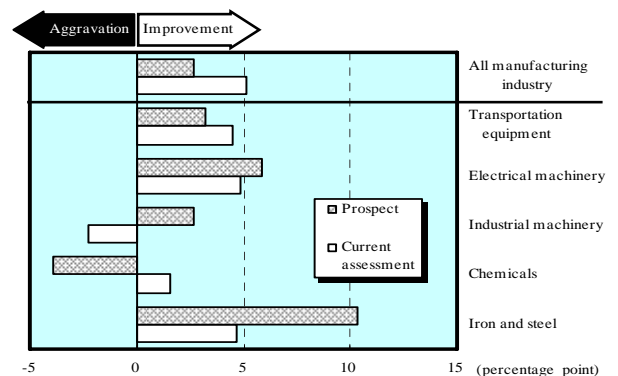 Aggravation Improvement
All manufacturing
industry
Transportation
equipment
Electrical machinery
Industrial machinery
Chemicals
Iron and steel
Prospect
Current
assessment
-5 0 5 10 15 (percentage point)